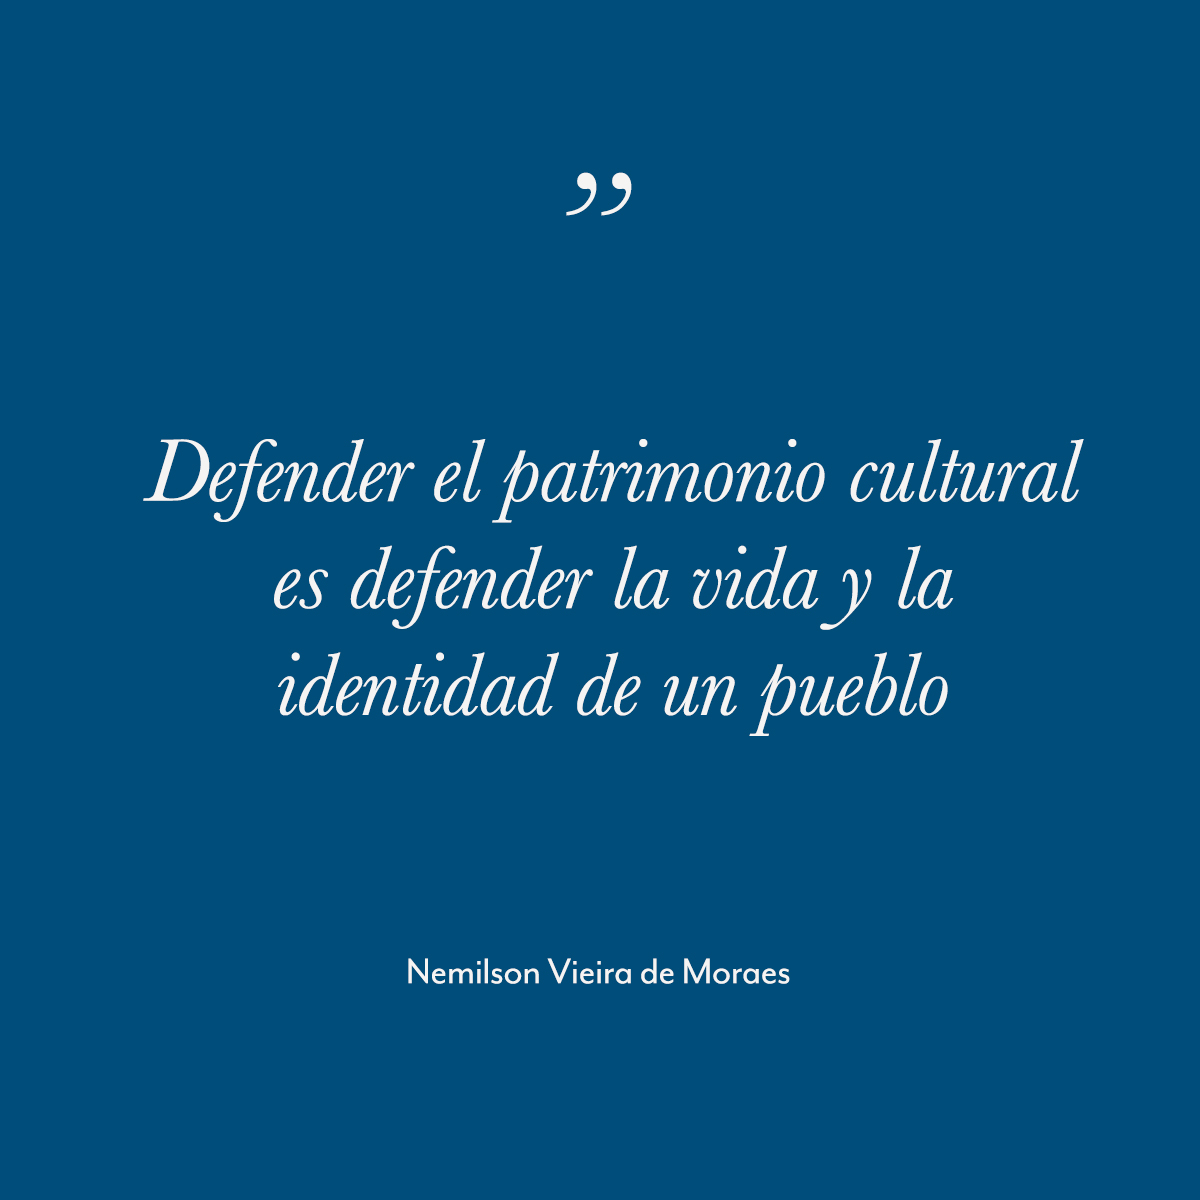 ”
Defender el patrimonio cultural
es defender la vida y la
identidad de un pueblo
Nemilson Vieira de Moraes